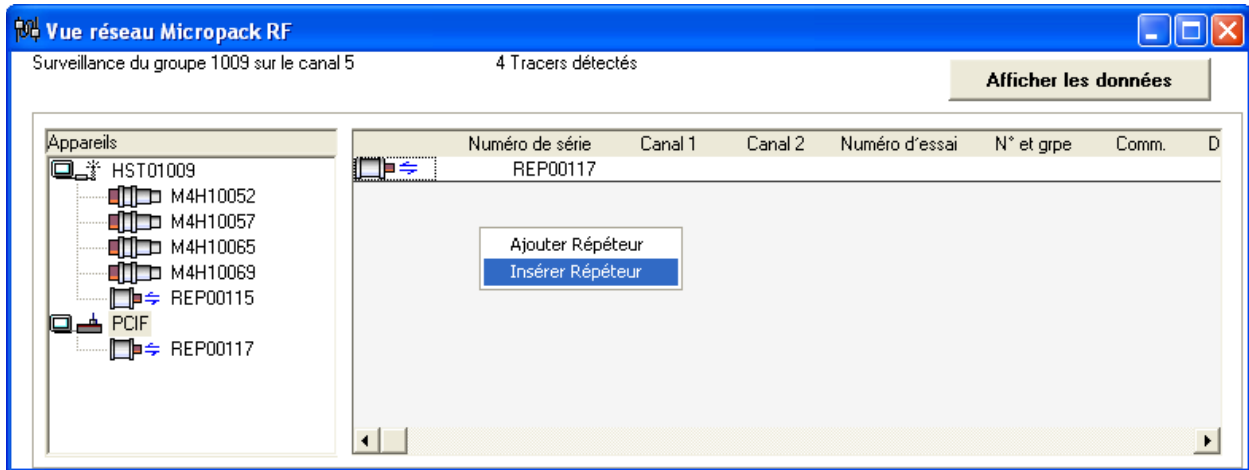 Vue réseau Micropack RF
Surveillance du groupe 1009 sur le canal 5 4 Tracers détectés
Afficher les données
Appareils
HST01009
M4H10052
M4H10057
M4H10065
M4H10069
REP00115
PCIF
REP00117
Numéro de série Canal 1 Canal 2 Numéro d'essai N° et grpe Comm. D
REP00117
Ajouter Répéteur
Insérer Répéteur